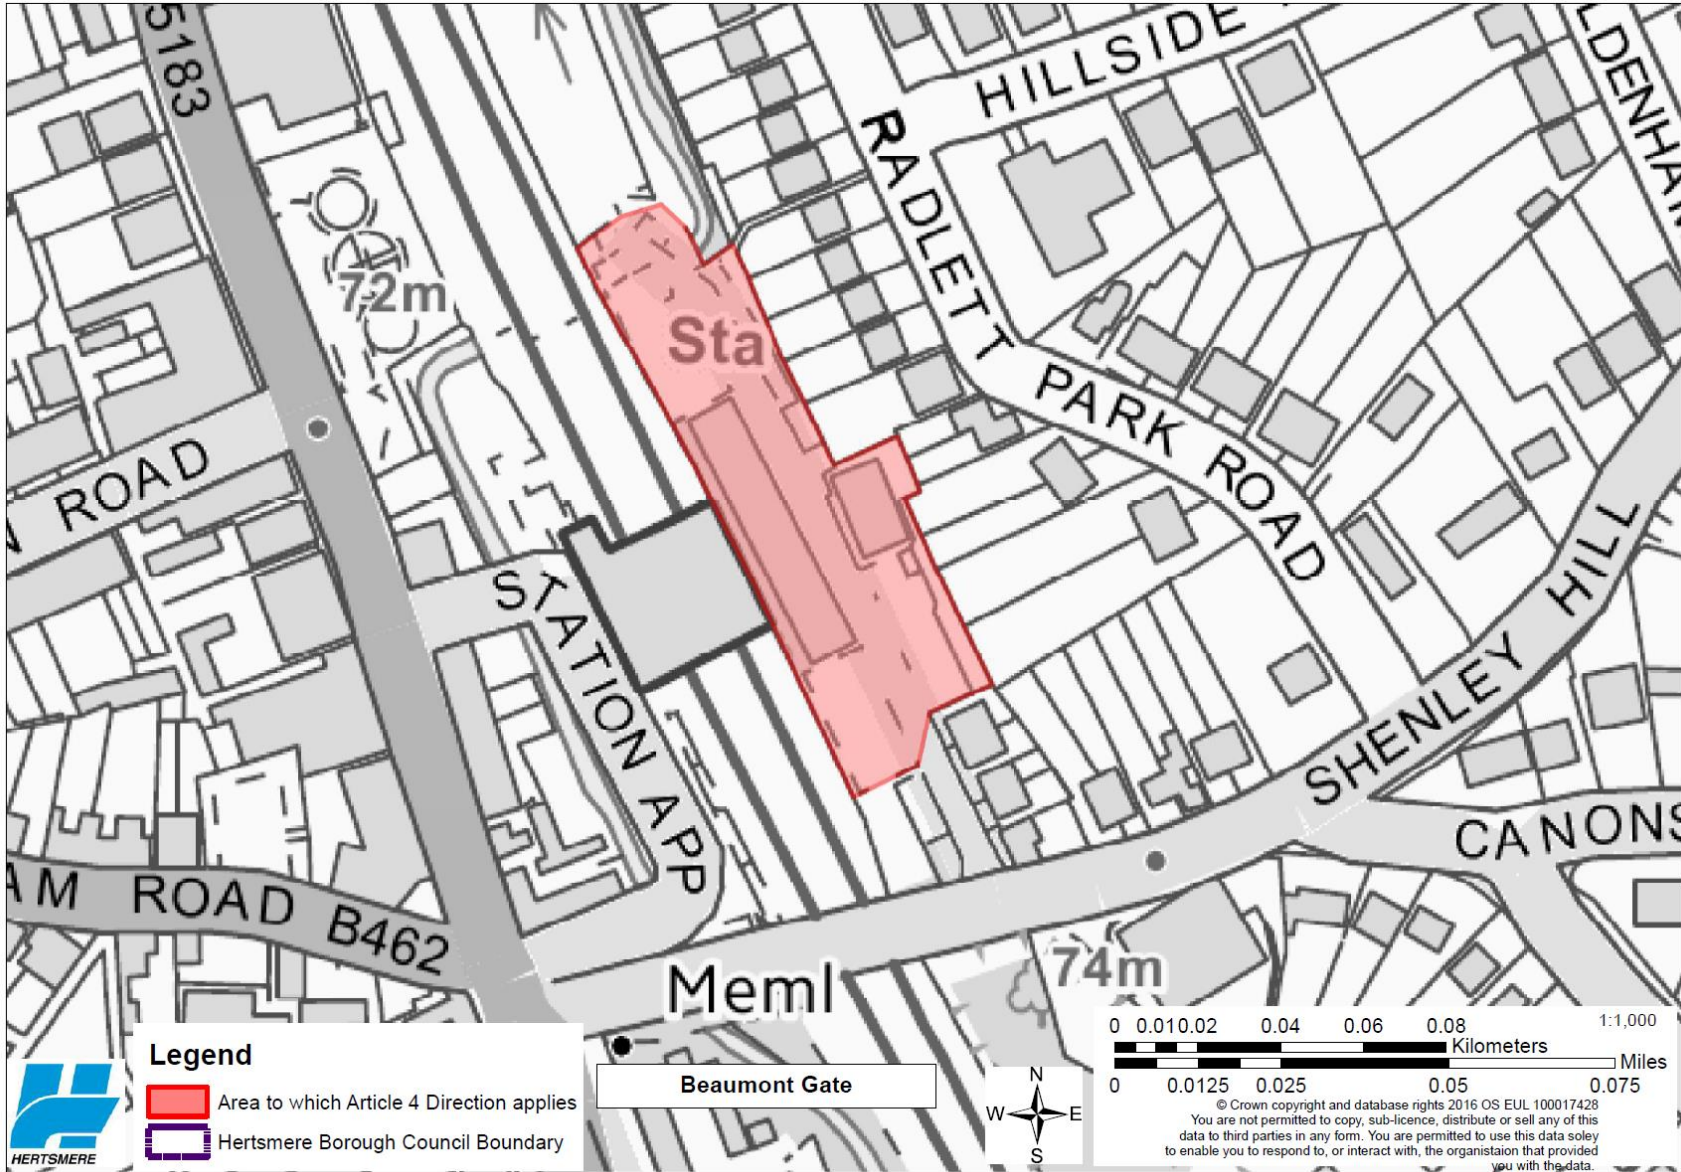 5183
HILLSIDE
LDENHAM
RADLETT
72m
Sta
PARK ROAD
ROAD
STATION APP
SHENLEY HILL
CANONS
AM ROAD B462
Meml
74m
Legend
Area to which Article 4 Direction applies
Hertsmere Borough Council Boundary
HERTSMERE
Beaumont Gate
N
W E
S
1:1,000
0 0.01 0.02 0.04 0.06 0.08
Kilometers
Miles
0 0.0125 0.025 0.05 0.075
© Crown copyright and database rights 2016 OS EUL 100017428
You are not permitted to copy, sub-licence, distribute or sell any of this
data to third parties in any form. You are permitted to use this data soley
to enable you to respond to, or interact with, the organistaion that provided
you with the data.